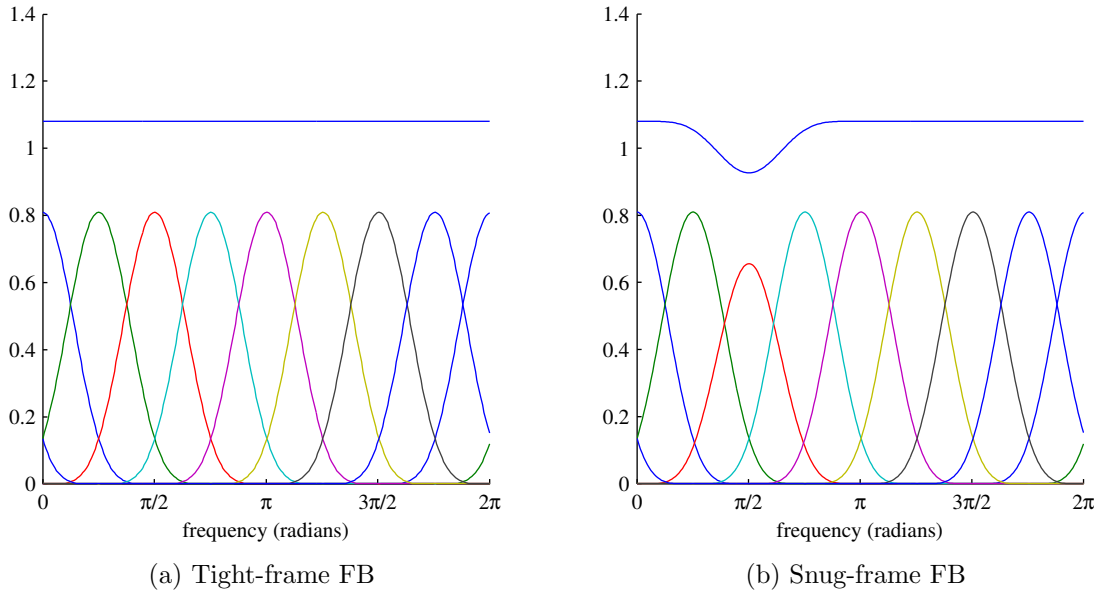 1.4
1.2
1
0.8
0.6
0.4
0.2
0
0 π/2 π 3π/2 2π
frequency (radians)
(a) Tight-frame FB
1.4
1.2
1
0.8
0.6
0.4
0.2
0
0 π/2 π 3π/2 2π
frequency (radians)
(b) Snug-frame FB